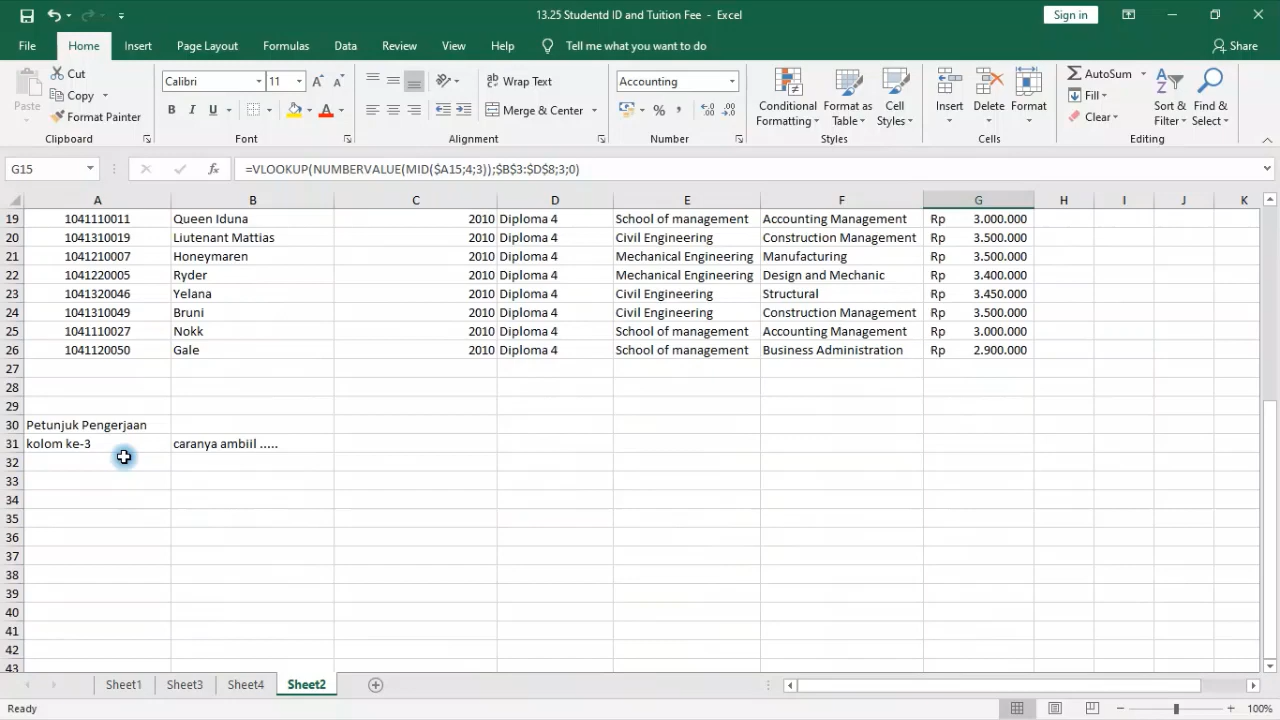 13.25 Studentd ID and Tuition Fee - Excel
Sign in
File Home Insert Page Layout Formulas Data Review View Help Tell me what you want to do Share
Paste
Cut
Copy
Format Painter
Clipboard
Calibri 11
B I U
Font
Wrap Text
Merge & Center
Alignment
Accounting
%
Number
Conditional Formatting
Format as Table
Cell Styles
Styles
Insert Delete Format
Cells
AutoSum
Fill
Clear
Sort & Filter
Find & Select
Editing
G15 fx =VLOOKUP(NUMBERVALUE(MID($A15;4;3));$B$3:$D$8;3;0)
A B C D E F G H I J K
19 1041110011 Queen Iduna 2010 Diploma 4 School of management Accounting Management Rp 3.000.000
20 1041310019 Liutenant Mattias 2010 Diploma 4 Civil Engineering Construction Management Rp 3.500.000
21 1041210007 Honeymaren 2010 Diploma 4 Mechanical Engineering Manufacturing Rp 3.500.000
22 1041220005 Ryder 2010 Diploma 4 Mechanical Engineering Design and Mechanic Rp 3.400.000
23 1041320046 Yelana 2010 Diploma 4 Civil Engineering Structural Rp 3.450.000
24 1041310049 Bruni 2010 Diploma 4 Civil Engineering Construction Management Rp 3.500.000
25 1041110027 Nokk 2010 Diploma 4 School of management Accounting Management Rp 3.000.000
26 1041120050 Gale 2010 Diploma 4 School of management Business Administration Rp 2.900.000
27
28
29
30 Petunjuk Pengerjaan
31 kolom ke-3 caranya ambiil .....
32
33
34
35
36
37
38
39
40
41
42
43
Sheet1 Sheet3 Sheet4 Sheet2
Ready 100%